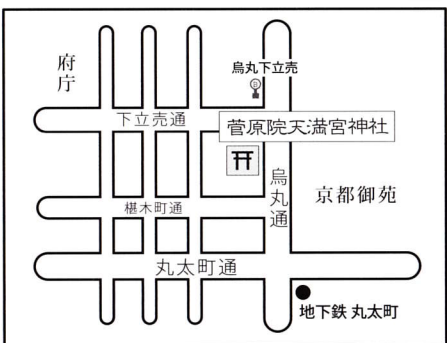 府庁
烏丸下立売
下立売通
菅原院天満宮神社
烏丸通
京都御苑
椹木町通
丸太町通
地下鉄 丸太町